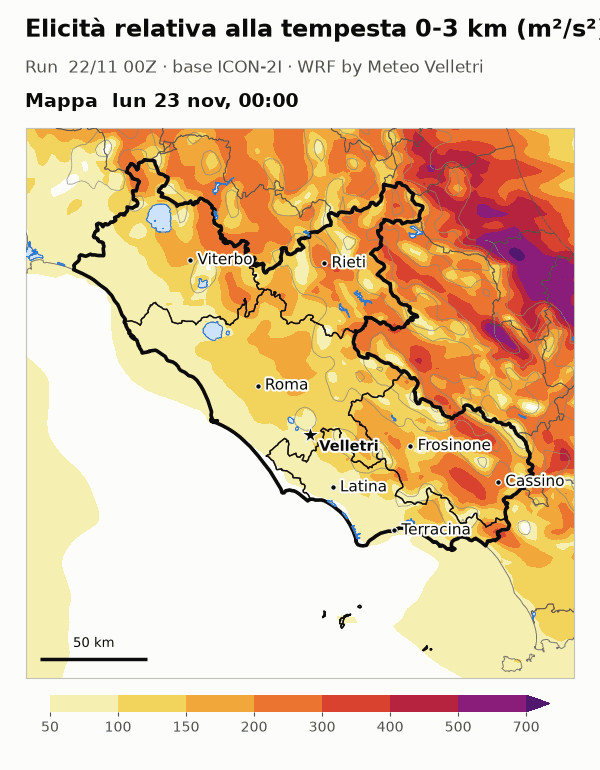 Elicità relativa alla tempesta 0-3 km (m²/s²)
Run 22/11 00Z · base ICON-2I · WRF by Meteo Velletri
Mappa lun 23 nov, 00:00
Viterbo
Rieti
Roma
Velletri
Frosinone
Latina
Cassino
Terracina
50 km
50 100 150 200 300 400 500 700